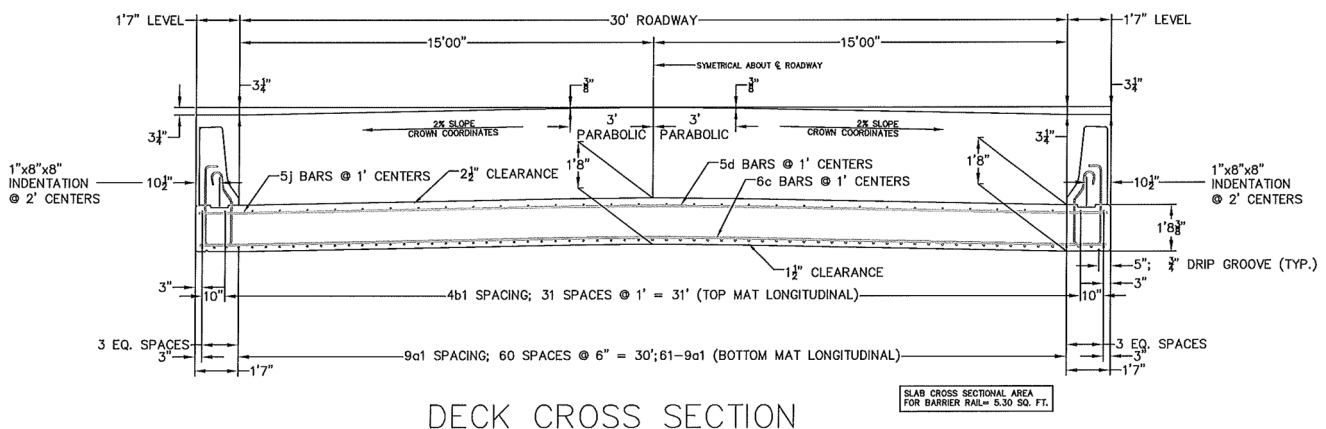 1'7" LEVEL
30' ROADWAY
1'7" LEVEL
15'00"
15'00"
SYMETRICAL ABOUT ℄ ROADWAY
3¼"
⅜"
⅜"
3¼"
3¼"
2% SLOPE
CROWN COORDINATES
3'
PARABOLIC
3'
PARABOLIC
2% SLOPE
CROWN COORDINATES
3¼"
1"x8"x8"
INDENTATION
@ 2' CENTERS
10½"
5j BARS @ 1' CENTERS
2½" CLEARANCE
1'8"
5d BARS @ 1' CENTERS
6c BARS @ 1' CENTERS
1'8"
10½"
1"x8"x8"
INDENTATION
@ 2' CENTERS
1'8⅜"
1½" CLEARANCE
5"; ¾" DRIP GROOVE (TYP.)
3"
10"
4b1 SPACING; 31 SPACES @ 1' = 31' (TOP MAT LONGITUDINAL)
10"
3"
3 EQ. SPACES
3"
9a1 SPACING; 60 SPACES @ 6" = 30';61-9a1 (BOTTOM MAT LONGITUDINAL)
3 EQ. SPACES
3"
1'7"
1'7"
SLAB CROSS SECTIONAL AREA
FOR BARRIER RAIL= 5.30 SQ. FT.
DECK CROSS SECTION